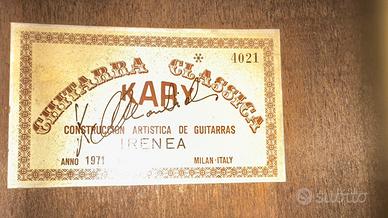 * 4021
CHITARRA CLASSICA
KARY
CONSTRUCCION ARTISTICA DE GUITARRAS
IRENEA
ANNO 1971 MILAN-ITALY
subito